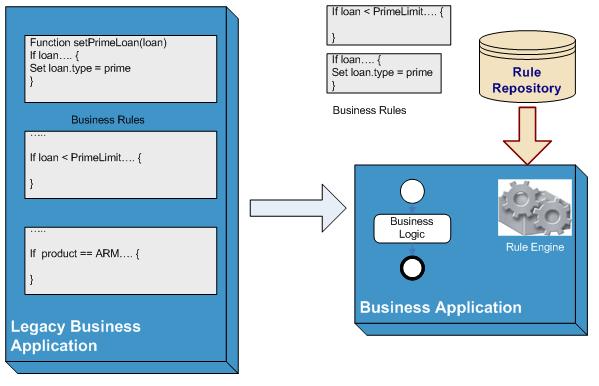 Function setPrimeLoan(loan)
If loan.... {
Set loan.type = prime
}
Business Rules
.....
If loan < PrimeLimit.... {
}
.....
If  product == ARM.... {
}
Legacy Business
Application
If loan < PrimeLimit.... {
}
If loan.... {
Set loan.type = prime
}
Business Rules
Rule
Repository
Business
Logic
Rule Engine
Business Application